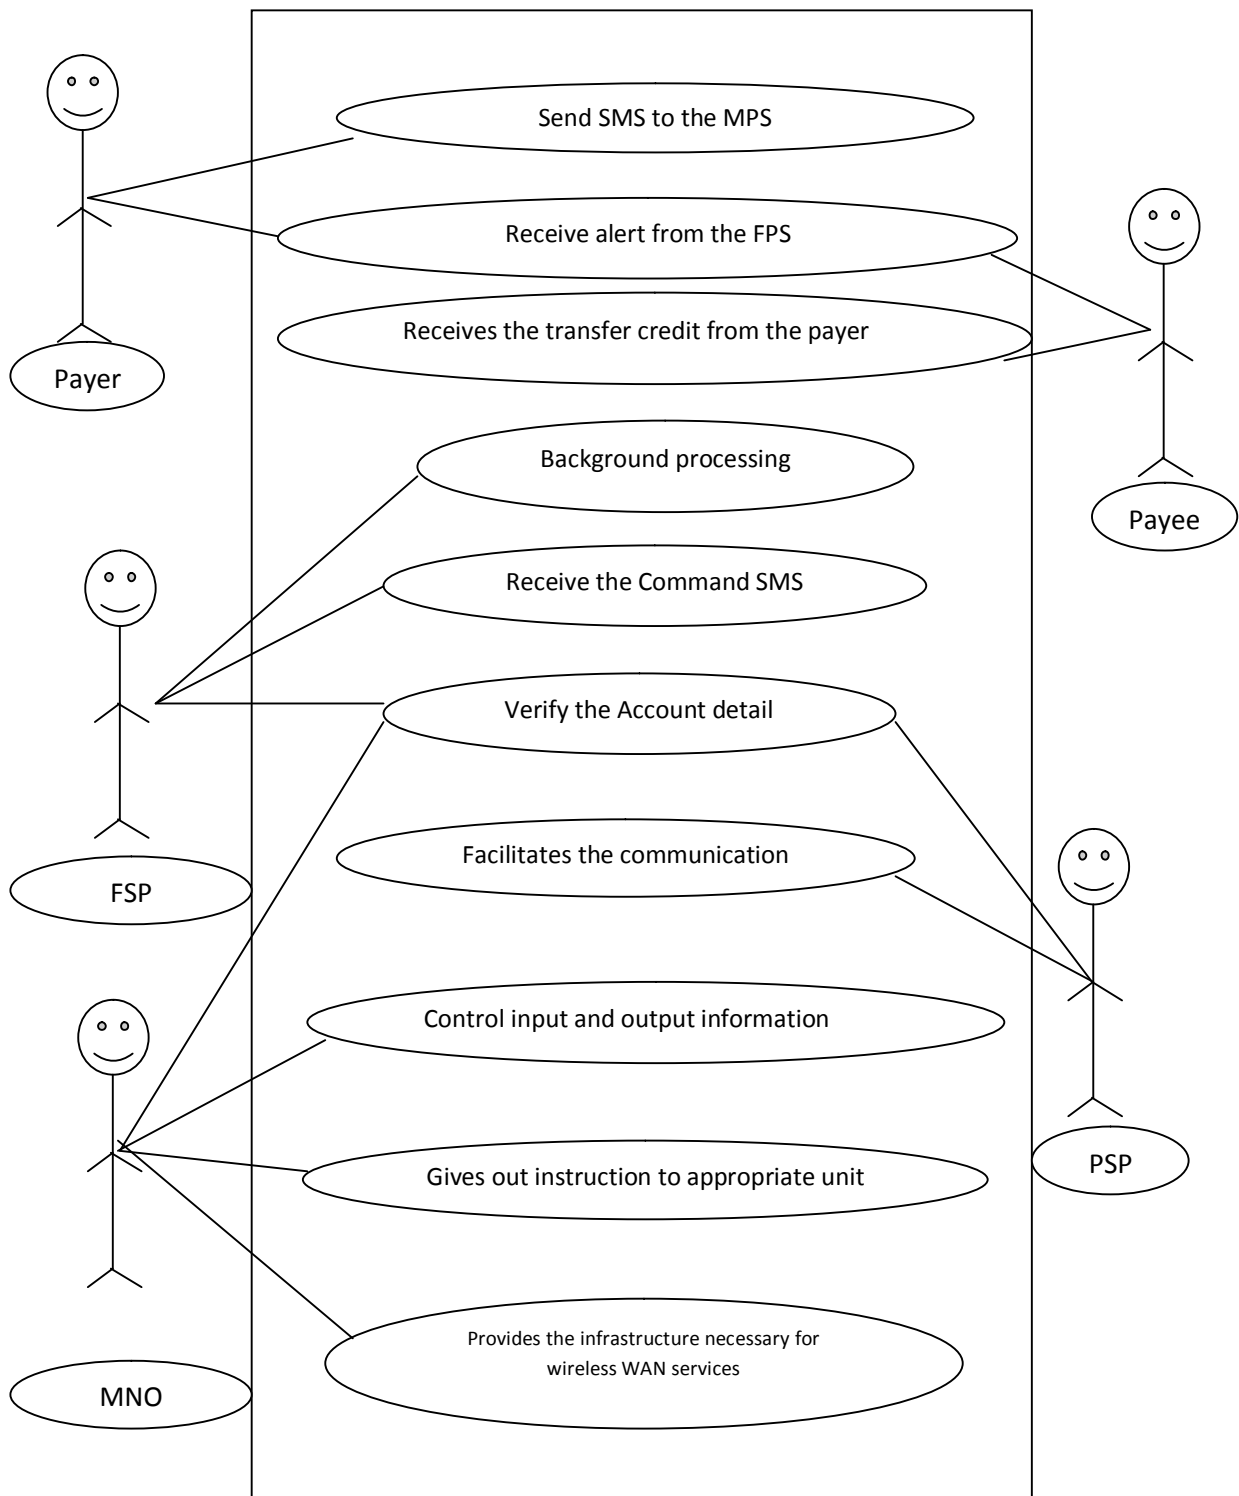 Send SMS to the MPS
Receive alert from the FPS
Receives the transfer credit from the payer
Payer
Background processing
Payee
Receive the Command SMS
Verify the Account detail
Facilitates the communication
FSP
Control input and output information
PSP
Gives out instruction to appropriate unit
Provides the infrastructure necessary for
wireless WAN services
MNO